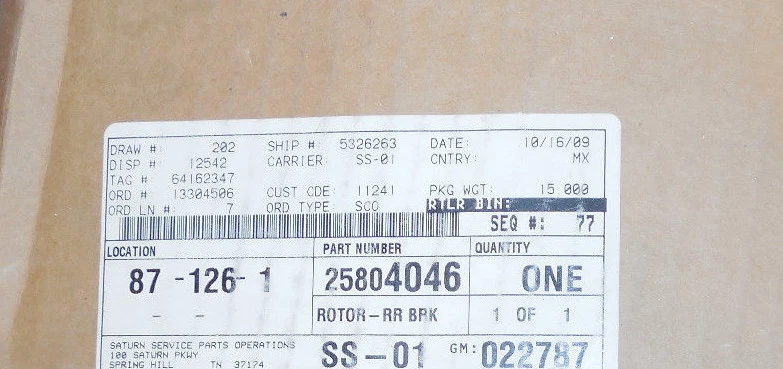 DRAW #: 202 SHIP #: 5326263 DATE: 10/16/09
DISP #: 12542 CARRIER: SS-01 CNTRY: MX
TAG # 64162347
ORD # 13304506 CUST CDE: 11241 PKG WGT: 15.000
ORD LN #: 7 ORD TYPE: SCO RTLR BIN:
SEQ #: 77
LOCATION PART NUMBER QUANTITY
87 -126- 1 25804046 ONE
- - ROTOR-RR BRK 1 OF 1
SATURN SERVICE PARTS OPERATIONS
100 SATURN PKWY
SPRING HILL TN 37174
SS-01 GM: 022787